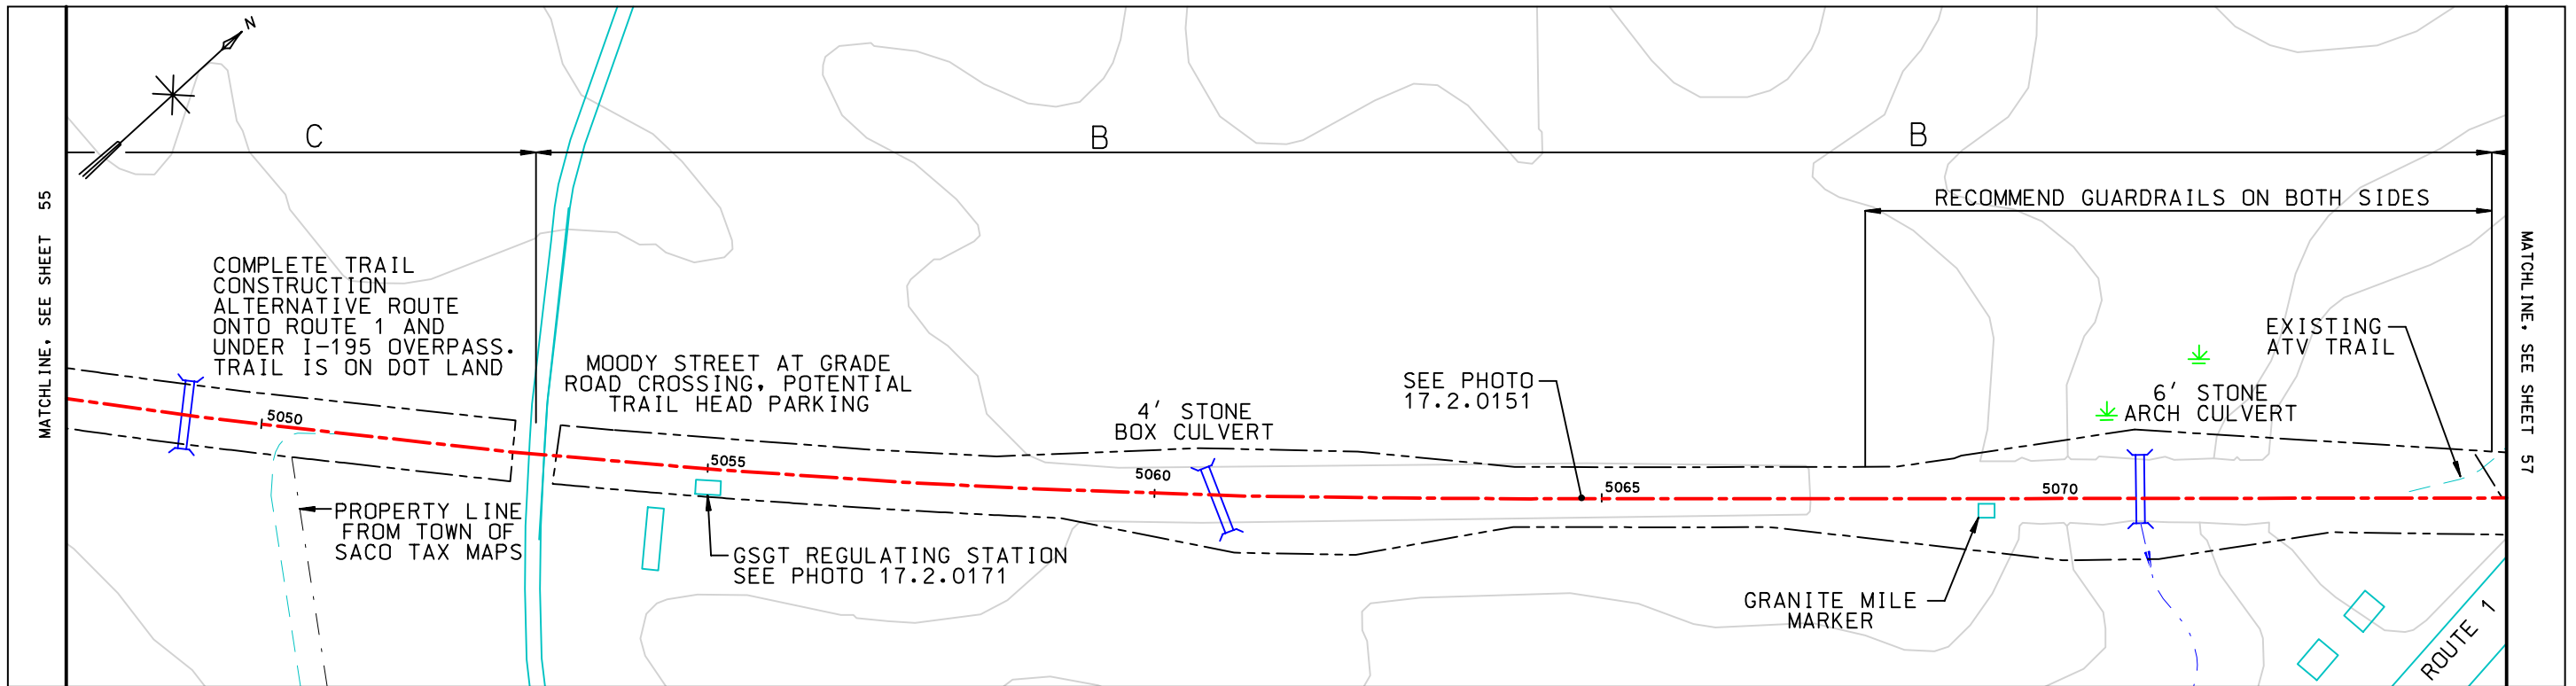 N
C
B
B
RECOMMEND GUARDRAILS ON BOTH SIDES
MATCHLINE, SEE SHEET 55
MATCHLINE, SEE SHEET 57
COMPLETE TRAIL
CONSTRUCTION
ALTERNATIVE ROUTE
ONTO ROUTE 1 AND
UNDER I-195 OVERPASS.
TRAIL IS ON DOT LAND
MOODY STREET AT GRADE
ROAD CROSSING, POTENTIAL
TRAIL HEAD PARKING
4' STONE
BOX CULVERT
SEE PHOTO
17.2.0151
EXISTING
ATV TRAIL
6' STONE
ARCH CULVERT
5050
5055
5060
5065
5070
PROPERTY LINE
FROM TOWN OF
SACO TAX MAPS
GSGT REGULATING STATION
SEE PHOTO 17.2.0171
GRANITE MILE
MARKER
ROUTE 1